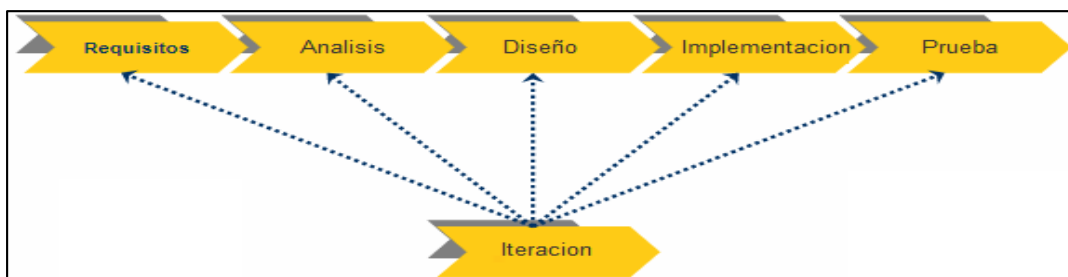 Requisitos
Analisis
Diseño
Implementacion
Prueba
Iteracion